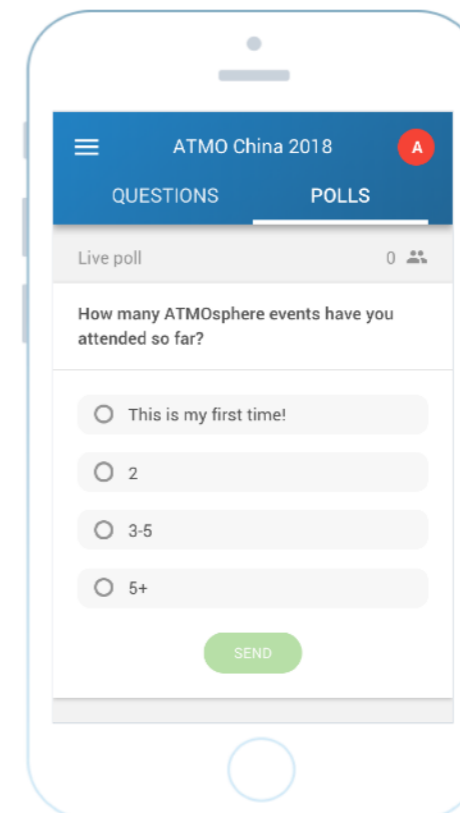 ATMO China 2018
A
QUESTIONS
POLLS
Live poll
0
How many ATMOsphere events have you
attended so far?
This is my first time!
2
3-5
5+
SEND